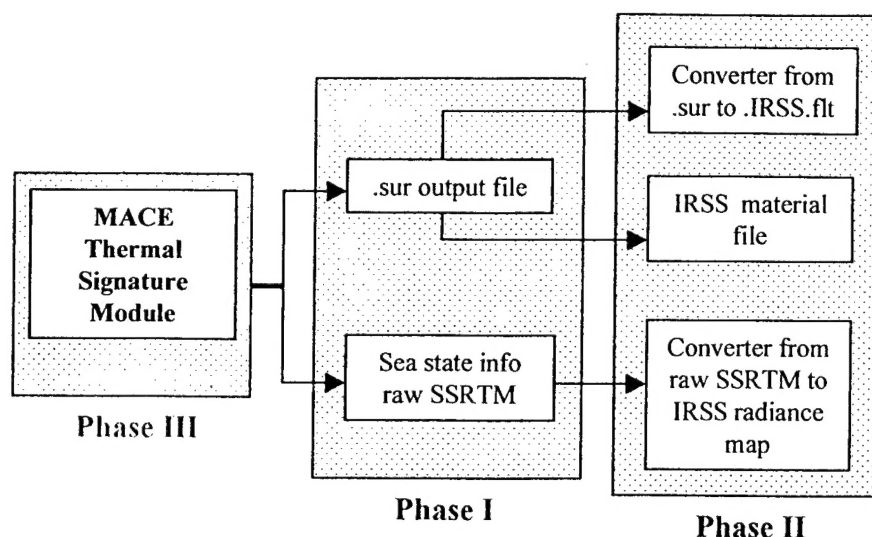 MACE
Thermal
Signature
Module
Phase III
.sur output file
Sea state info
raw SSRTM
Phase I
Converter from
.sur to .IRSS.flt
IRSS material
file
Converter from
raw SSRTM to
IRSS radiance
map
Phase II